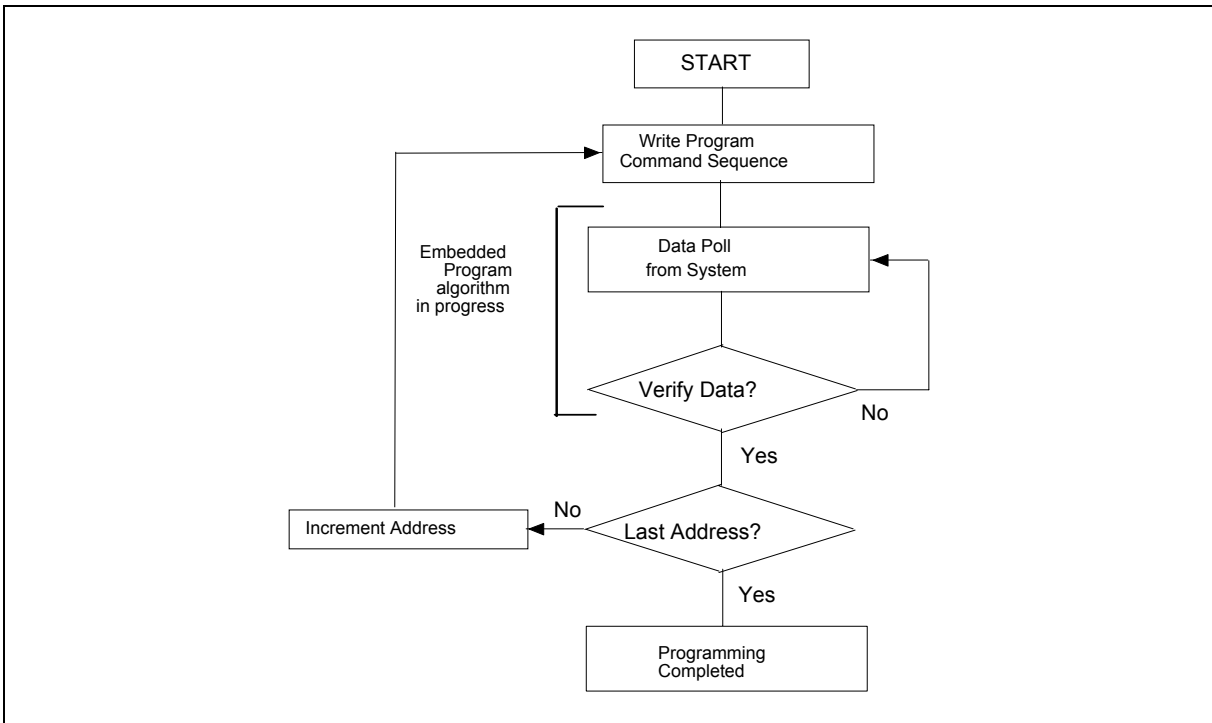 START
Write Program
Command Sequence
Embedded
Program
algorithm
in progress
Data Poll
from System
Verify Data?
No
Yes
No
Increment Address
Last Address?
Yes
Programming
Completed